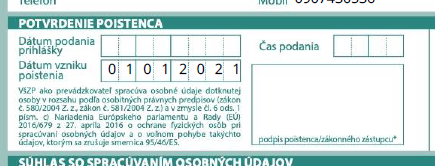 Telefón
Mobil 0907430536
POTVRDENIE POISTENCA
Dátum podania prihlášky
Čas podania
Dátum vzniku poistenia
0 1 0 1 2 0 2 1
VŠZP ako prevádzkovateľ spracúva osobné údaje dotknutej
osoby v rozsahu podľa osobitných právnych predpisov (zákon
č. 580/2004 Z. z., zákon č. 581/2004 Z. z.) a v zmysle čl. 6 ods. 1
písm. c) Nariadenia Európskeho parlamentu a Rady (EÚ)
2016/679 z 27. apríla 2016 o ochrane fyzických osôb pri
spracúvaní osobných údajov a o voľnom pohybe takýchto
údajov, ktorým sa zrušuje smernica 95/46/ES.
podpis poistenca/zákonného zástupcu*
SÚHLAS SO SPRACÚVANÍM OSOBNÝCH ÚDAJOV